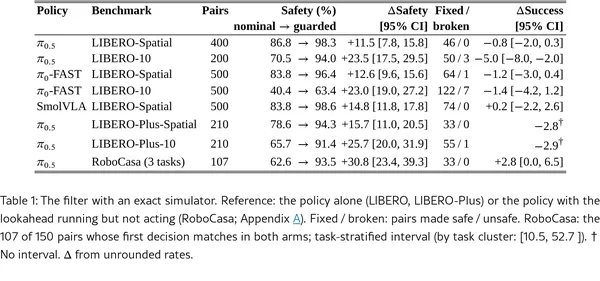 Policy Benchmark Pairs Safety (%) ΔSafety Fixed / ΔSuccess
nominal → guarded [95% CI] broken [95% CI]
π0.5 LIBERO-Spatial 400 86.8 → 98.3 +11.5 [7.8, 15.8] 46 / 0 −0.8 [−2.0, 0.3]
π0.5 LIBERO-10 200 70.5 → 94.0 +23.5 [17.5, 29.5] 50 / 3 −5.0 [−8.0, −2.0]
π0-FAST LIBERO-Spatial 500 83.8 → 96.4 +12.6 [9.6, 15.6] 64 / 1 −1.2 [−3.0, 0.4]
π0-FAST LIBERO-10 500 40.4 → 63.4 +23.0 [19.0, 27.2] 122 / 7 −1.4 [−4.2, 1.2]
SmolVLA LIBERO-Spatial 500 83.8 → 98.6 +14.8 [11.8, 17.8] 74 / 0 +0.2 [−2.2, 2.6]
π0.5 LIBERO-Plus-Spatial 210 78.6 → 94.3 +15.7 [11.0, 20.5] 33 / 0 −2.8†
π0.5 LIBERO-Plus-10 210 65.7 → 91.4 +25.7 [20.0, 31.9] 55 / 1 −2.9†
π0.5 RoboCasa (3 tasks) 107 62.6 → 93.5 +30.8 [23.4, 39.3] 33 / 0 +2.8 [0.0, 6.5]
Table 1: The filter with an exact simulator. Reference: the policy alone (LIBERO, LIBERO-Plus) or the policy with the
lookahead running but not acting (RoboCasa; Appendix A). Fixed / broken: pairs made safe / unsafe. RoboCasa: the
107 of 150 pairs whose first decision matches in both arms; task-stratified interval (by task cluster: [10.5, 52.7 ]). †
No interval. Δ from unrounded rates.